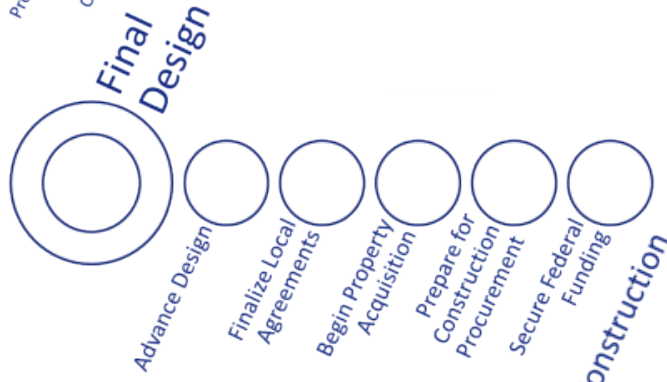 Final
Design
Advance Design
Finalize Local
Agreements
Begin Property
Acquisition
Prepare for
Construction
Procurement
Secure Federal
Funding
onstruction